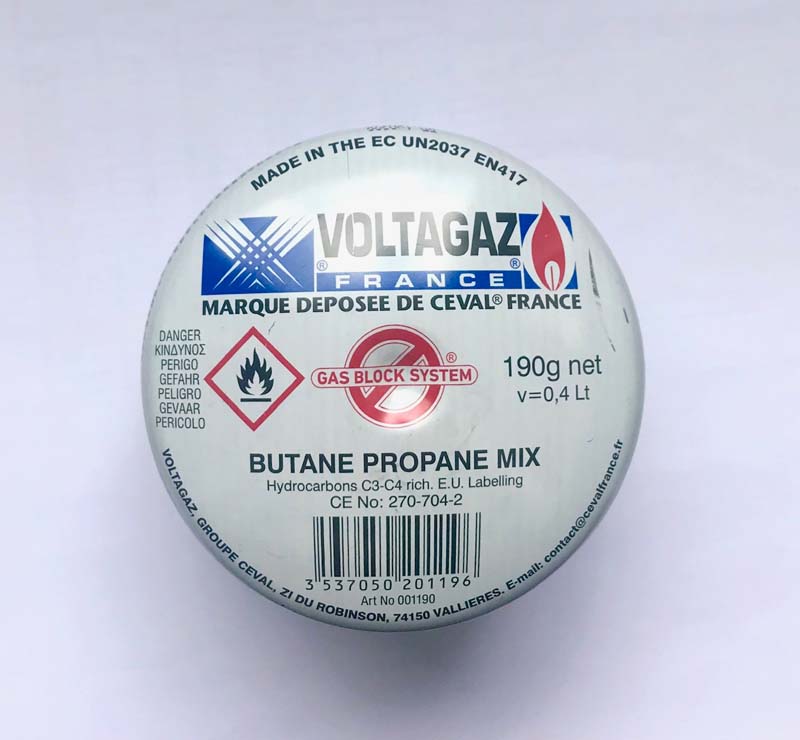 MADE IN THE EC UN2037 EN417
VOLTAGAZ
® ®
FRANCE
MARQUE DEPOSEE DE CEVAL® FRANCE
DANGER
ΚΙΝΔΥΝΟΣ
PERIGO
GEFAHR
PELIGRO
GEVAAR
PERICOLO
GAS BLOCK SYSTEM®
190g net
v=0,4 Lt
BUTANE PROPANE MIX
Hydrocarbons C3-C4 rich. E.U. Labelling
CE No: 270-704-2
3 537050 201196
Art No 001190
VOLTAGAZ, GROUPE CEVAL, ZI DU ROBINSON, 74150 VALLIERES. E-mail: contact@cevalfrance.fr